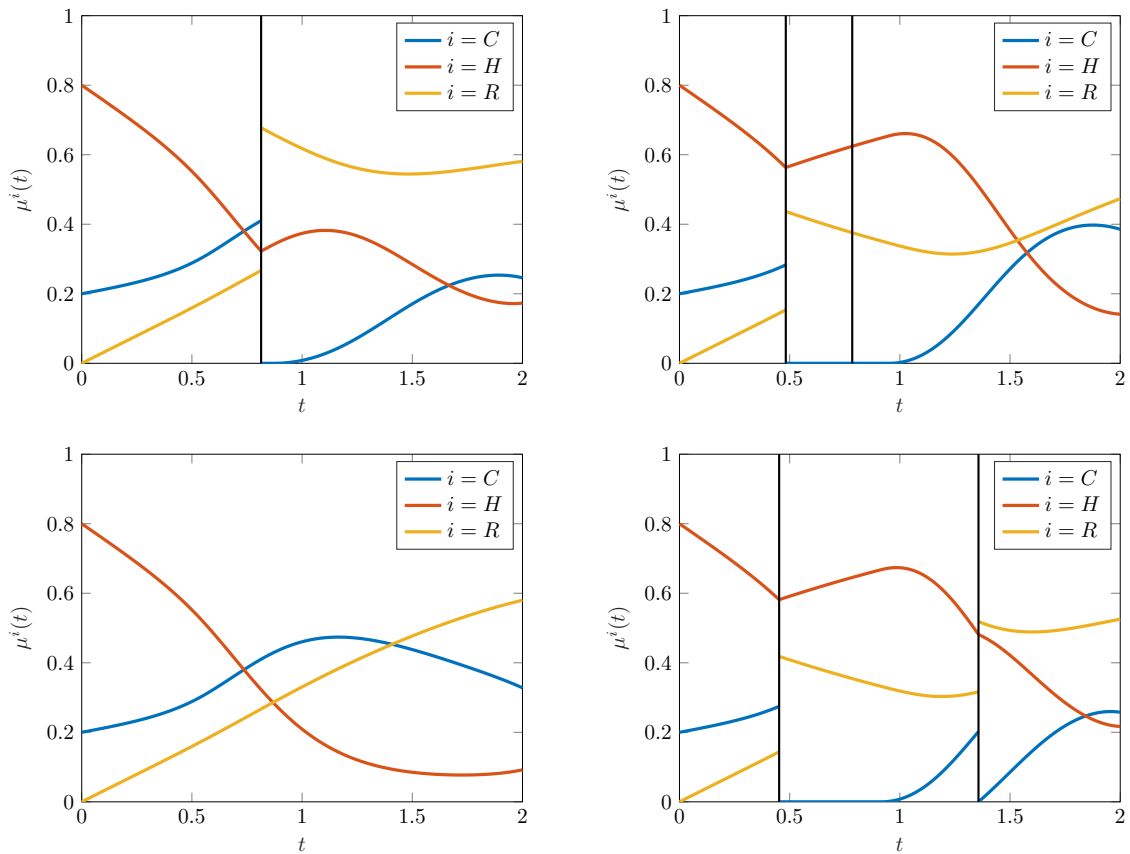 1
0.8
0.6
0.4
0.2
0
0 0.5 1 1.5 2
t
μ^i(t)
i = C
i = H
i = R
1
0.8
0.6
0.4
0.2
0
0 0.5 1 1.5 2
t
μ^i(t)
i = C
i = H
i = R
1
0.8
0.6
0.4
0.2
0
0 0.5 1 1.5 2
t
μ^i(t)
i = C
i = H
i = R
1
0.8
0.6
0.4
0.2
0
0 0.5 1 1.5 2
t
μ^i(t)
i = C
i = H
i = R